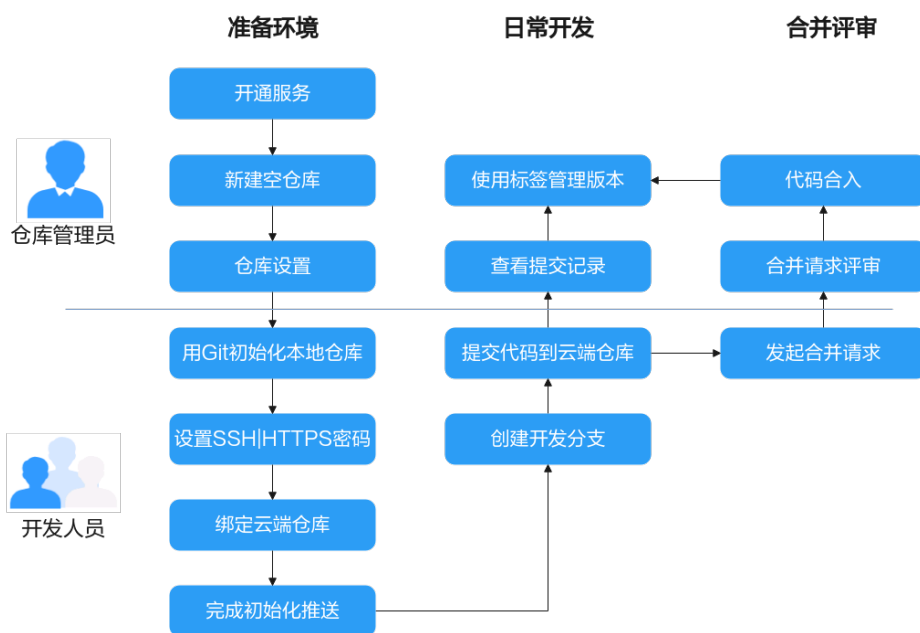 准备环境
日常开发
合并评审
开通服务
新建空仓库
使用标签管理版本
代码合入
仓库管理员
仓库设置
查看提交记录
合并请求评审
用Git初始化本地仓库
提交代码到云端仓库
发起合并请求
设置SSH|HTTPS密码
创建开发分支
绑定云端仓库
开发人员
完成初始化推送